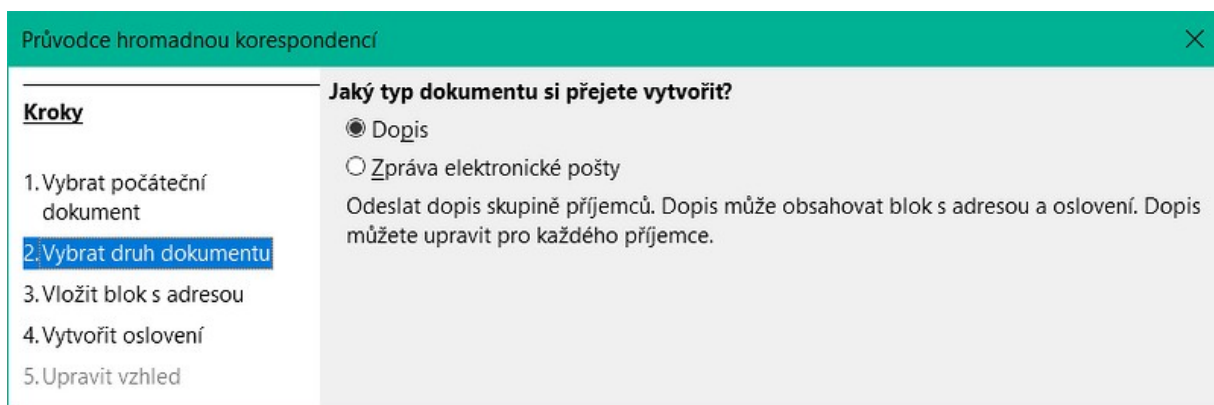 Průvodce hromadnou korespondencí
Kroky
1. Vybrat počáteční
dokument
2. Vybrat druh dokumentu
3. Vložit blok s adresou
4. Vytvořit oslovení
5. Upravit vzhled
Jaký typ dokumentu si přejete vytvořit?
Dopis
Zpráva elektronické pošty
Odeslat dopis skupině příjemců. Dopis může obsahovat blok s adresou a oslovení. Dopis
můžete upravit pro každého příjemce.